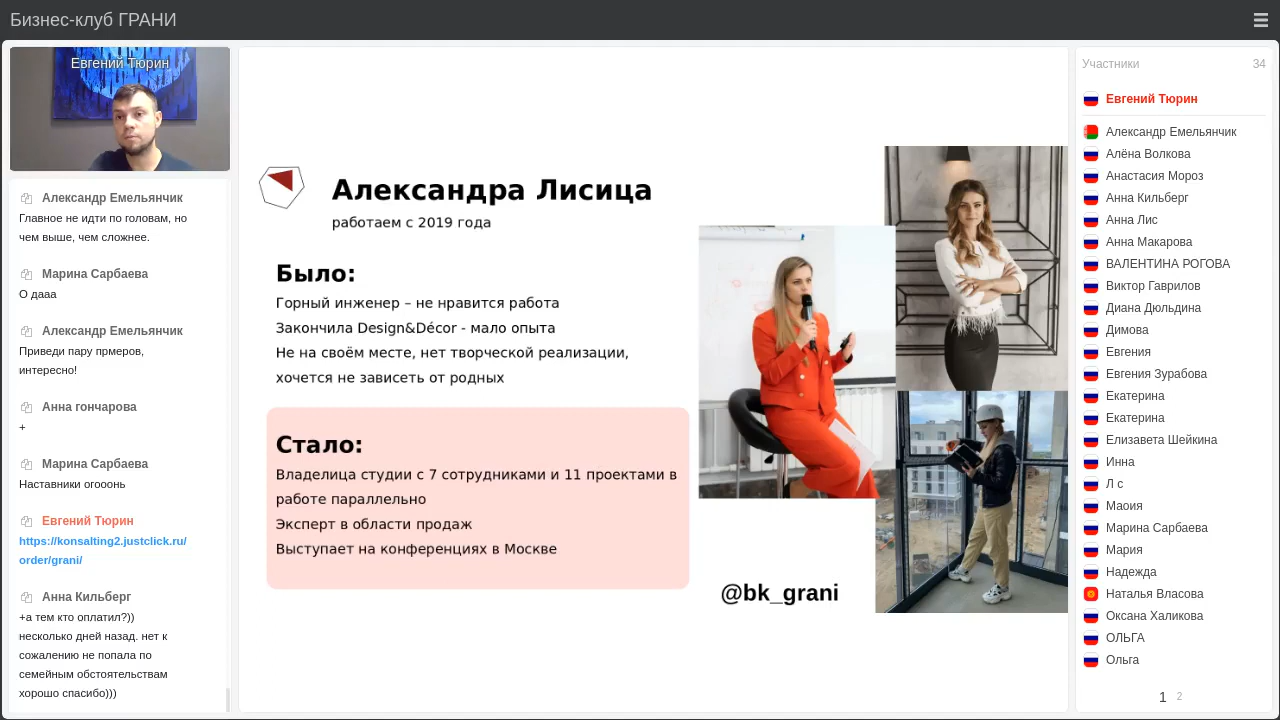 Бизнес-клуб ГРАНИ
Евгений Тюрин
Александр Емельянчик
Главное не идти по головам, но
чем выше, чем сложнее.
Марина Сарбаева
О дааа
Александр Емельянчик
Приведи пару прмеров,
интересно!
Анна гончарова
+
Марина Сарбаева
Наставники огооонь
Евгений Тюрин
https://konsalting2.justclick.ru/
order/grani/
Анна Кильберг
+а тем кто оплатил?))
несколько дней назад. нет к
сожалению не попала по
семейным обстоятельствам
хорошо спасибо)))
Александра Лисица
работаем с 2019 года
Было:
Горный инженер – не нравится работа
Закончила Design&Décor - мало опыта
Не на своём месте, нет творческой реализации,
хочется не зависеть от родных
Стало:
Владелица студии с 7 сотрудниками и 11 проектами в
работе параллельно
Эксперт в области продаж
Выступает на конференциях в Москве
@bk_grani
Участники 34
Евгений Тюрин
Александр Емельянчик
Алёна Волкова
Анастасия Мороз
Анна Кильберг
Анна Лис
Анна Макарова
ВАЛЕНТИНА РОГОВА
Виктор Гаврилов
Диана Дюльдина
Димова
Евгения
Евгения Зурабова
Екатерина
Екатерина
Елизавета Шейкина
Инна
Л с
Маоия
Марина Сарбаева
Мария
Надежда
Наталья Власова
Оксана Халикова
ОЛЬГА
Ольга
1 2